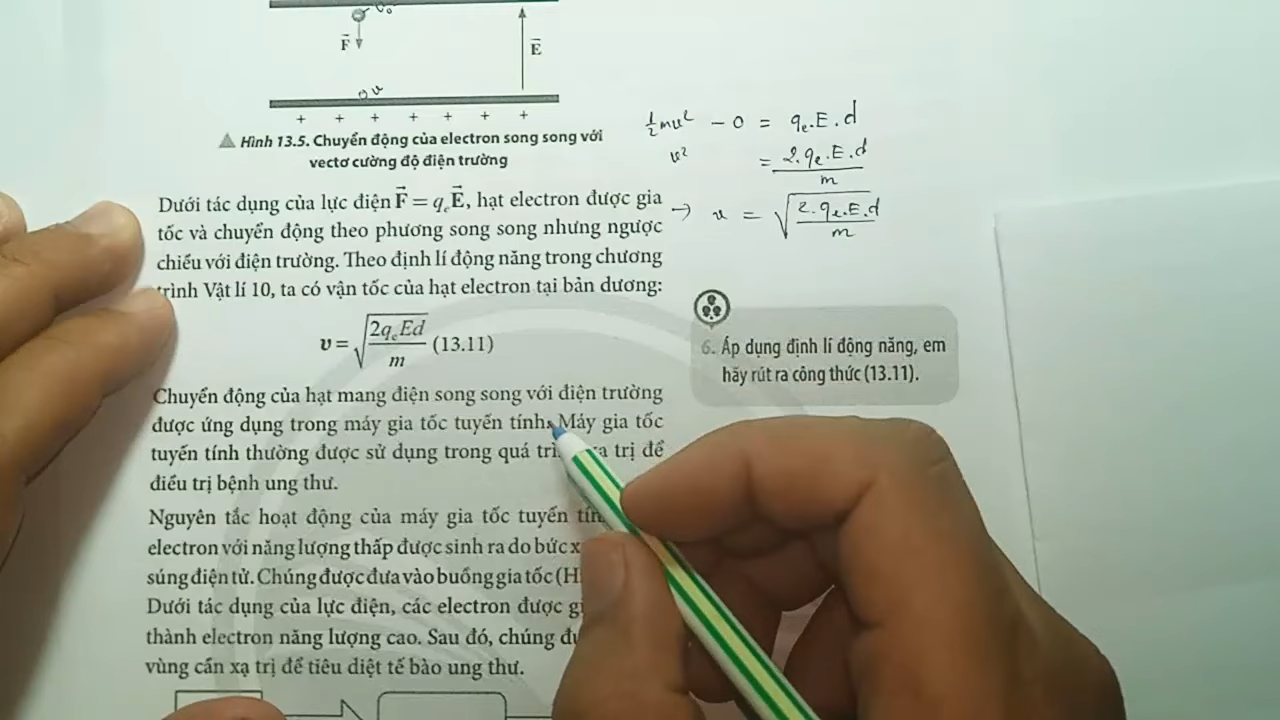 v₀
F⃗
E⃗
v
+ + + + + + +
Hình 13.5. Chuyển động của electron song song với
vectơ cường độ điện trường
Dưới tác dụng của lực điện F⃗ = qₑE⃗, hạt electron được gia
tốc và chuyển động theo phương song song nhưng ngược
chiều với điện trường. Theo định lí động năng trong chương
trình Vật lí 10, ta có vận tốc của hạt electron tại bản dương:
v = √(2qₑEd/m) (13.11)
Chuyển động của hạt mang điện song song với điện trường
được ứng dụng trong máy gia tốc tuyến tính. Máy gia tốc
tuyến tính thường được sử dụng trong quá trị để
điều trị bệnh ung thư.
Nguyên tắc hoạt động của máy gia tốc tuyến
electron với năng lượng thấp được sinh ra do bức
súng điện tử. Chúng được đưa vào buồng gia tốc (H
Dưới tác dụng của lực điện, các electron được
thành electron năng lượng cao. Sau đó, chúng
vùng cần xạ trị để tiêu diệt tế bào ung thư.
½mv² – 0 = qₑ.E.d
v² = 2.qₑ.E.d/m
→ v = √(2.qₑ.E.d/m)
6. Áp dụng định lí động năng, em
hãy rút ra công thức (13.11).